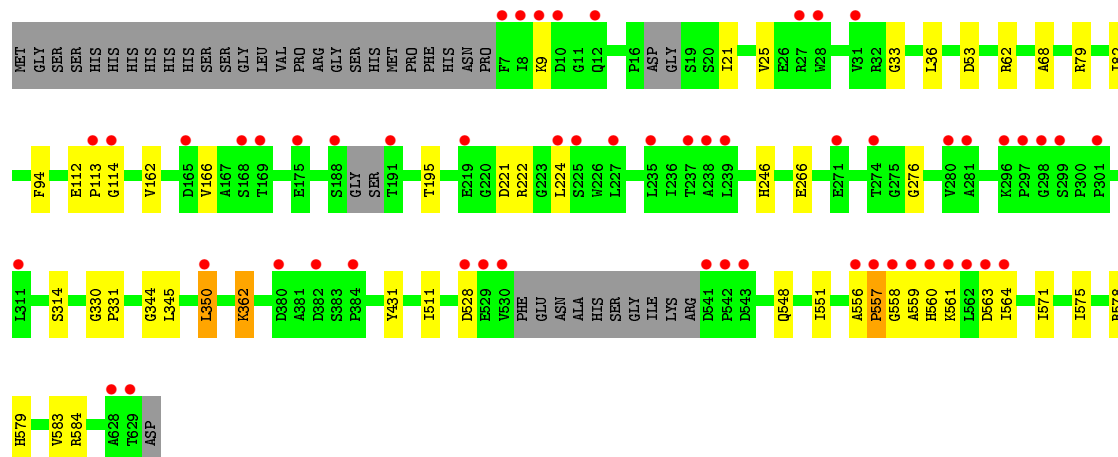 MET GLY SER SER HIS HIS HIS HIS HIS HIS SER SER GLY LEU VAL PRO ARG GLY SER HIS MET PRO PHE HIS ASN PRO F7 I8 K9 D10 G11 Q12 P16 ASP GLY S19 S20 I21 V25 E26 R27 W28 V31 R32 G33 L36 D53 R62 A68 R79 I82
F94 E112 P113 G114 V162 D165 V166 A167 S168 T169 E175 S188 GLY SER T191 T195 E219 G220 D221 R222 G223 L224 S225 W226 L227 L235 I236 T237 A238 L239 H246 E266 E271 T274 G275 G276 V280 A281 K296 P297 G298 S299 P300 P301
L311 S314 G330 P331 G344 L345 L350 K362 D380 A381 D382 S383 P384 Y431 I511 D528 E529 V530 PHE GLU ASN ALA HIS SER GLY ILE LYS ARG D541 P542 D543 Q548 I551 A556 P557 G558 A559 H560 K561 L562 D563 I564 I571 I575 R578
H579 V583 R584 A628 T629 ASP